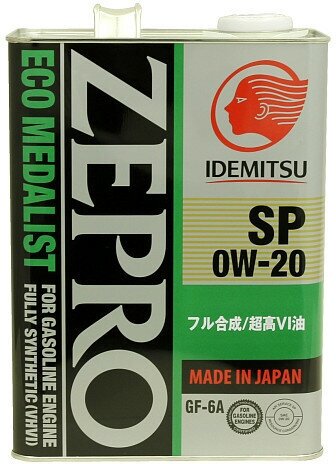 ZEPRO
ECO MEDALIST
FOR GASOLINE ENGINE
FULLY SYNTHETIC (VHVI)
IDEMITSU
SP
0W-20
フル合成/超高VI油
MADE IN JAPAN
GF-6A
FOR
GASOLINE
ENGINES